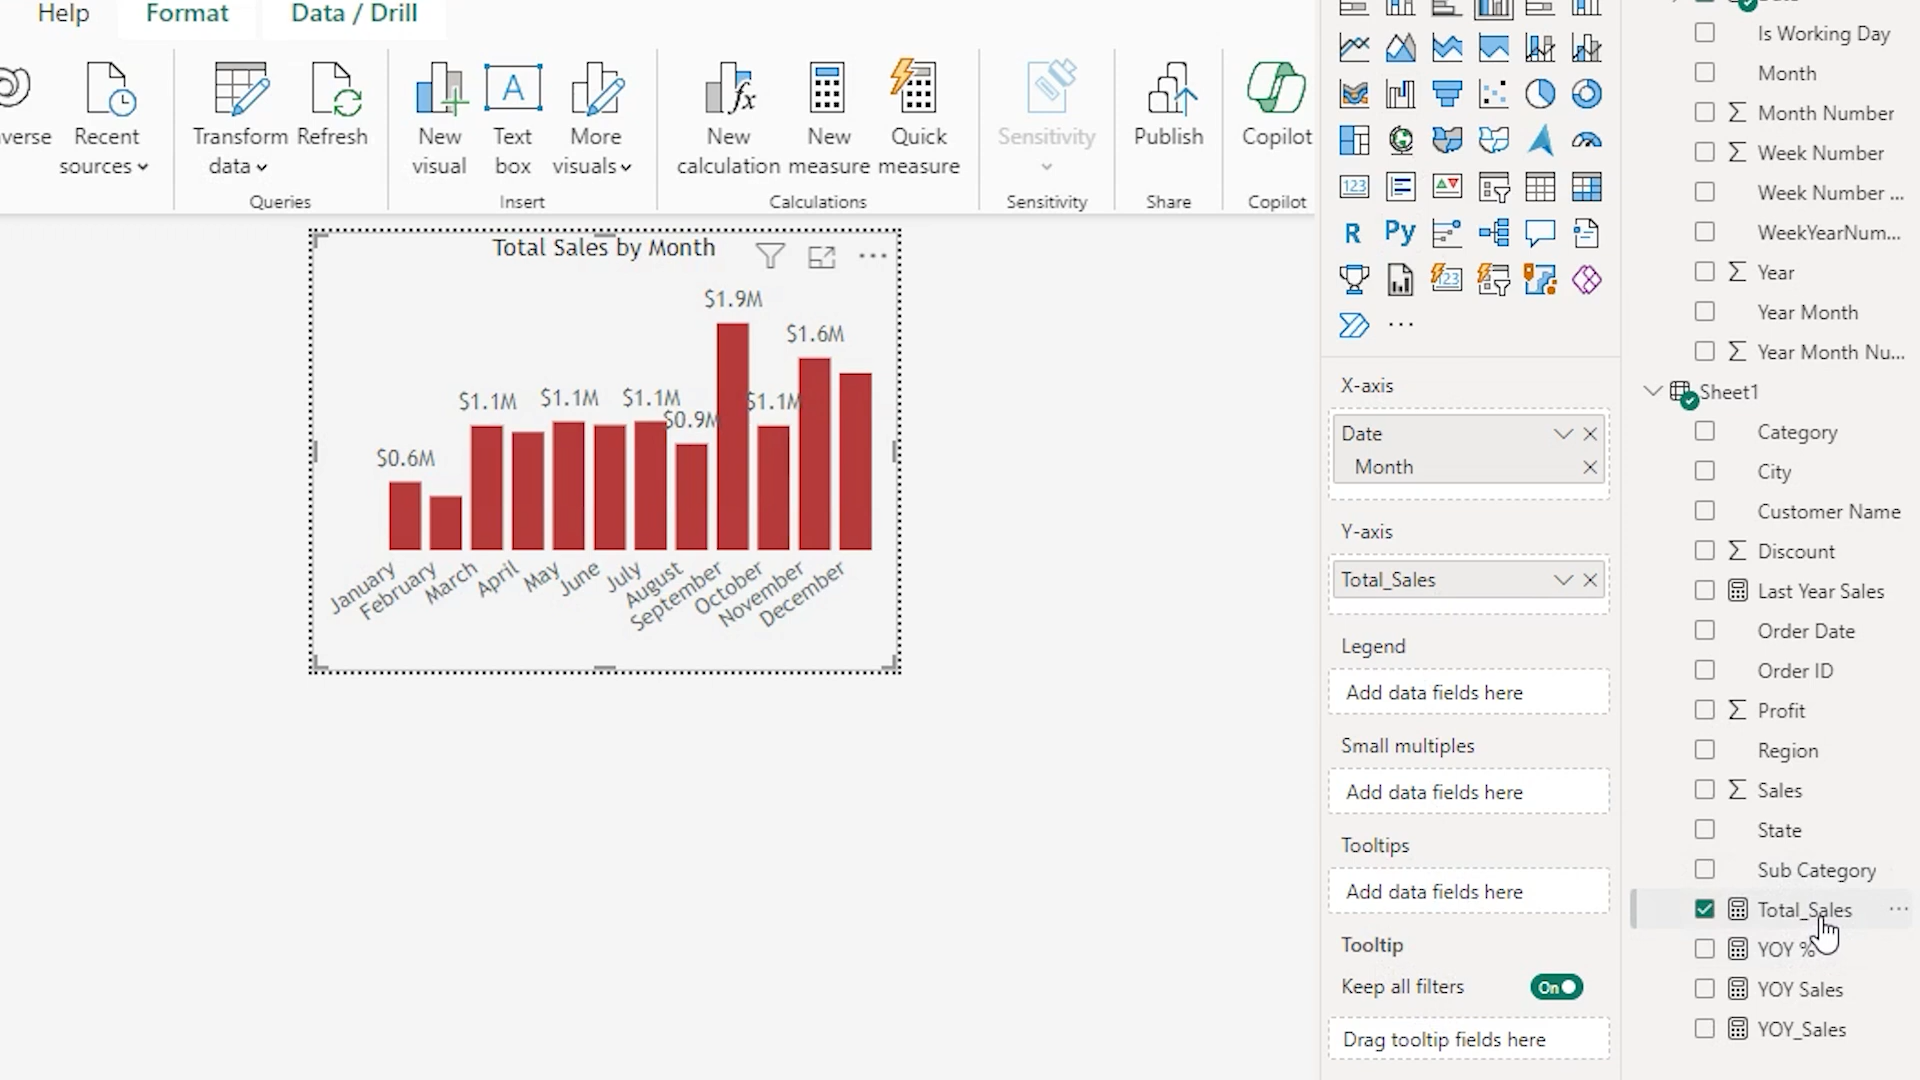 Help
Format
Data / Drill
verse
Recent
sources
Transform
data
Refresh
Queries
New
visual
Text
box
More
visuals
Insert
New
calculation
New
measure
Quick
measure
Calculations
Sensitivity
Sensitivity
Publish
Share
Copilot
Copilot
Total Sales by Month
$1.9M
$1.6M
$1.1M
$1.1M
$1.1M
$0.9M
$1.1M
$0.6M
January
February
March
April
May
June
July
August
September
October
November
December
A
fx
123
R
Py
123
X-axis
Date
Month
Y-axis
Total_Sales
Legend
Add data fields here
Small multiples
Add data fields here
Tooltips
Add data fields here
Tooltip
Keep all filters
On
Drag tooltip fields here
Is Working Day
Month
Month Number
Week Number
Week Number ...
WeekYearNum...
Year
Year Month
Year Month Nu...
Sheet1
Category
City
Customer Name
Discount
Last Year Sales
Order Date
Order ID
Profit
Region
Sales
State
Sub Category
Total_Sales
YOY %
YOY Sales
YOY_Sales